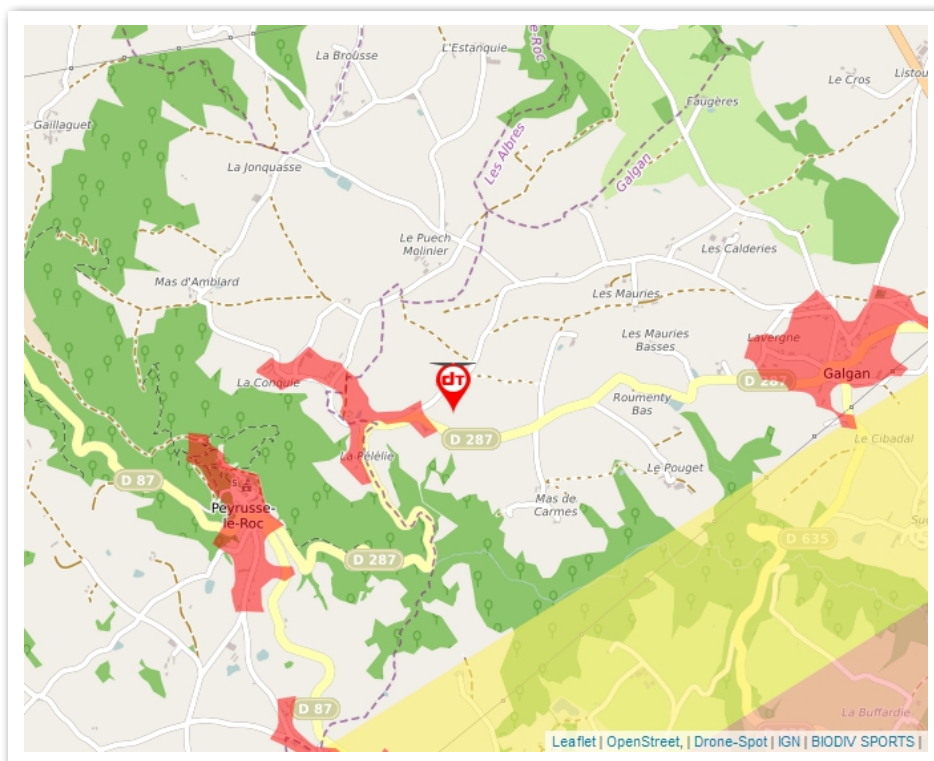 La Brousse
L'Estanquie
le-Roc
Le Cros
Listou
Gaillaguet
Faugères
Les Albres
La Jonquasse
Galgan
Le Puech
Molinier
Les Calderies
Mas d'Amblard
Les Mauries
Les Mauries
Basses
Lavergne
La Conquie
dT
D 287
Galgan
Roumenty
Bas
D 287
Le Cibadal
La Pélélie
Le Pouget
D 87
Peyrusse-
le-Roc
Mas de
Carmes
D 635
D 287
D 87
La Buffardie
Leaflet | OpenStreet, | Drone-Spot | IGN | BIODIV SPORTS |